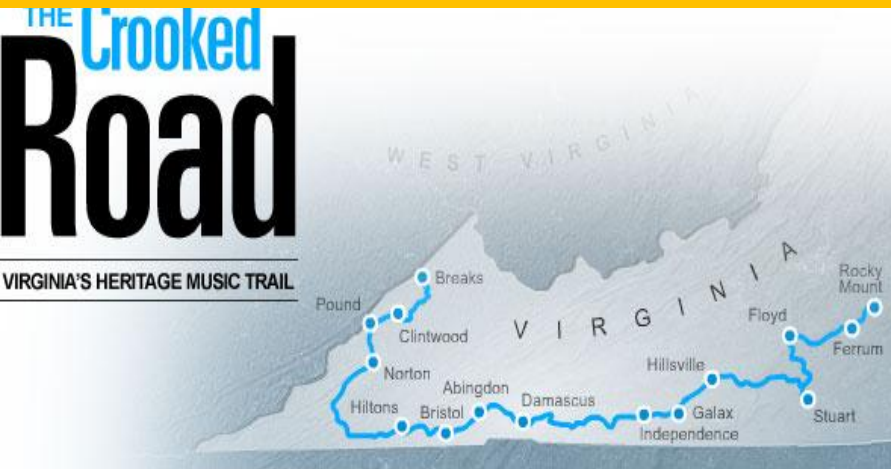 THE Crooked
Road
VIRGINIA'S HERITAGE MUSIC TRAIL
WEST VIRGINIA
VIRGINIA
Breaks
Pound
Clintwood
Norton
Hiltons
Bristol
Abingdon
Damascus
Independence
Galax
Hillsville
Floyd
Stuart
Ferrum
Rocky
Mount